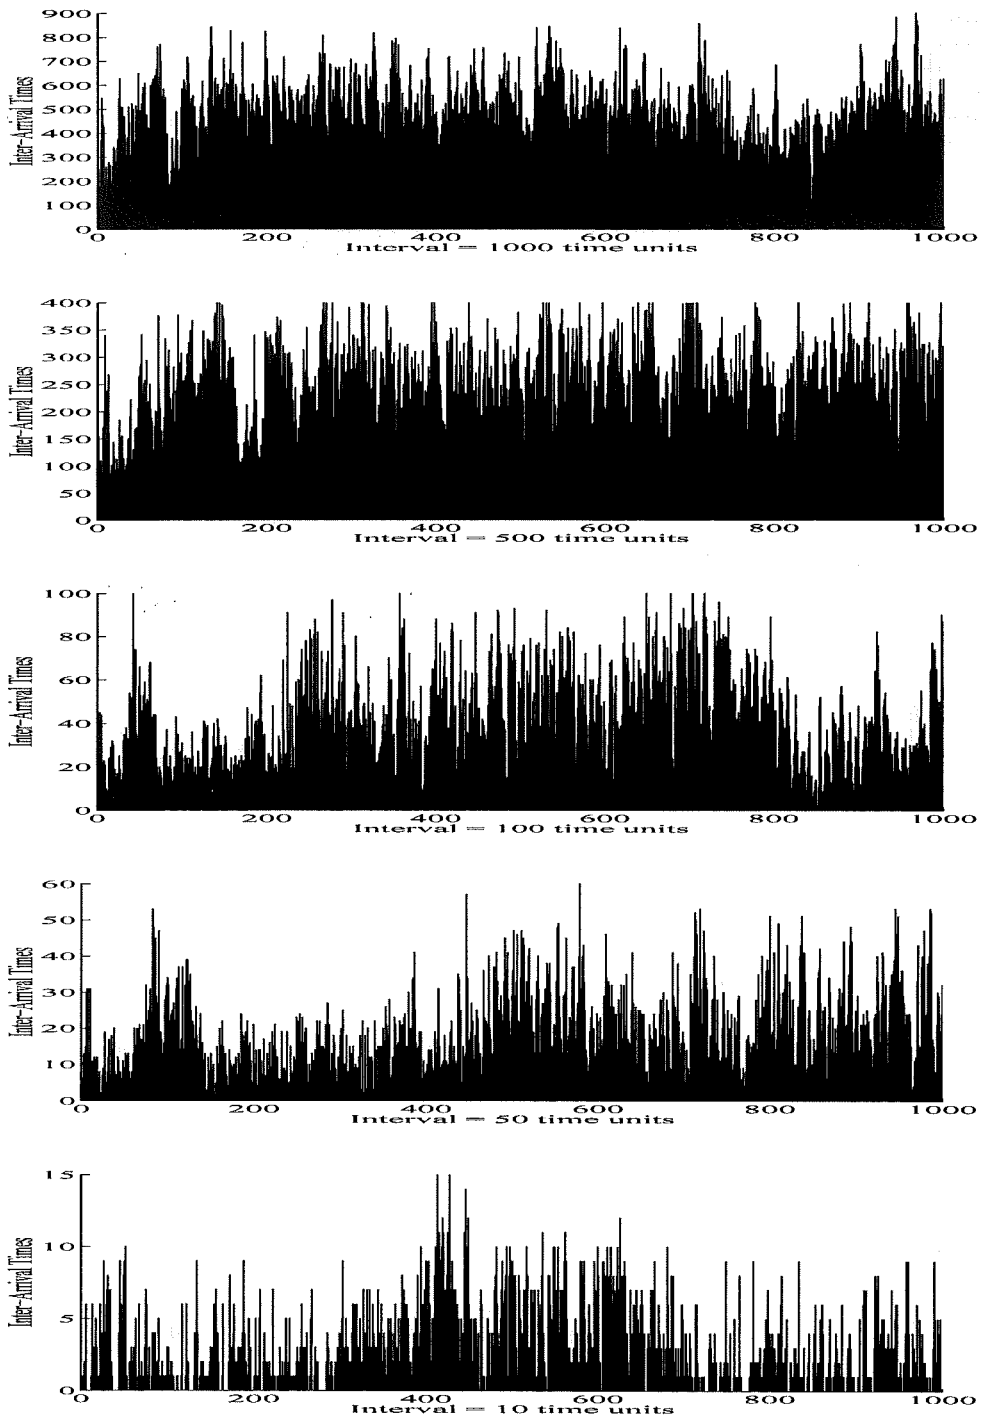 900
800
700
600
500
400
300
200
100
0
Inter-Arrival Times
0 200 400 600 800 1000
Interval = 1000 time units
400
350
300
250
200
150
100
50
0
Inter-Arrival Times
0 200 400 600 800 1000
Interval = 500 time units
100
80
60
40
20
0
Inter-Arrival Times
0 200 400 600 800 1000
Interval = 100 time units
60
50
40
30
20
10
0
Inter-Arrival Times
0 200 400 600 800 1000
Interval = 50 time units
15
10
5
0
Inter-Arrival Times
0 200 400 600 800 1000
Interval = 10 time units